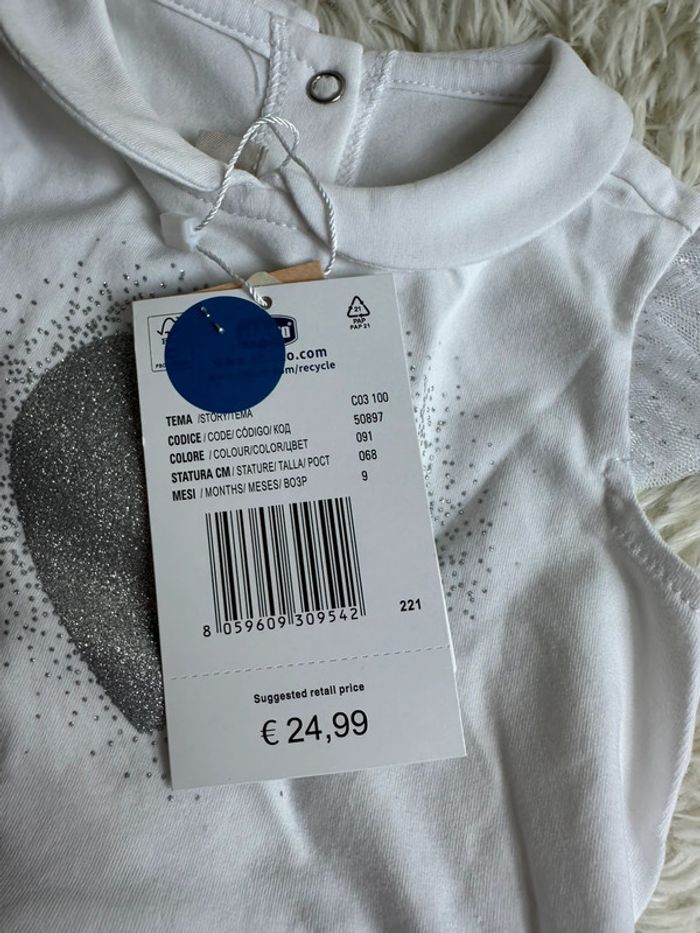 21
PAP
PAP 21
o.com
m/recycle
TEMA /STORY/TEMA C03 100
CODICE / CODE/ CÓDIGO/ КОД 50897
COLORE / COLOUR/COLOR/ЦВЕТ 091
STATURA CM / STATURE/ TALLA/ РОСТ 068
MESI / MONTHS/ MESES/ ВОЗР 9
8 059609 309542
221
Suggested retail price
€ 24,99